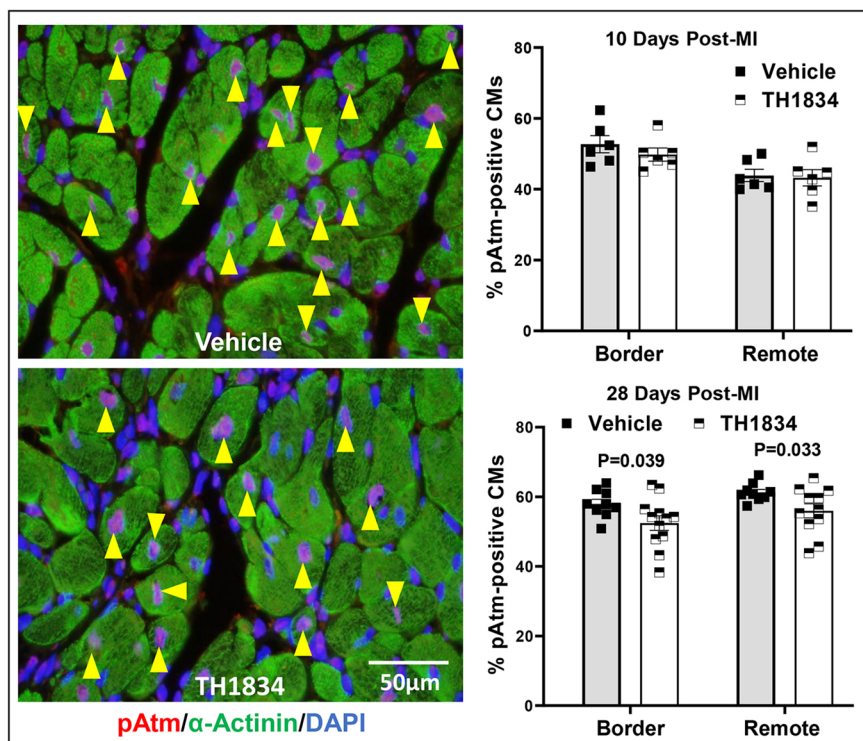 Vehicle
TH1834
50μm
pAtm/α-Actinin/DAPI
10 Days Post-MI
Vehicle
TH1834
% pAtm-positive CMs
80
60
40
20
0
Border
Remote
28 Days Post-MI
Vehicle
TH1834
P=0.039
P=0.033
% pAtm-positive CMs
80
60
40
20
0
Border
Remote